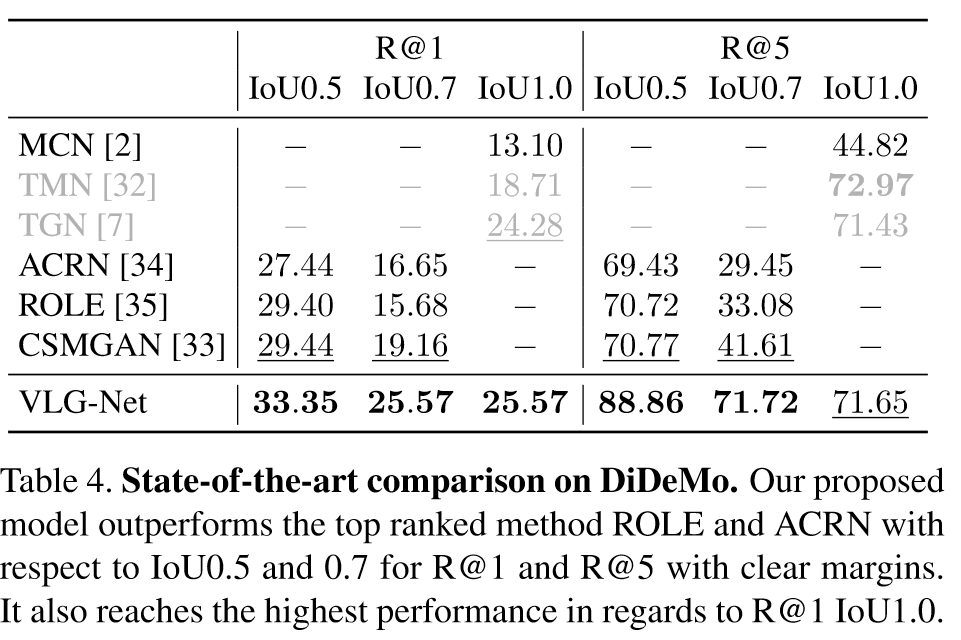 R@1 R@5
IoU0.5 IoU0.7 IoU1.0 IoU0.5 IoU0.7 IoU1.0
MCN [2] − − 13.10 − − 44.82
TMN [32] − − 18.71 − − 72.97
TGN [7] − − 24.28 − − 71.43
ACRN [34] 27.44 16.65 − 69.43 29.45 −
ROLE [35] 29.40 15.68 − 70.72 33.08 −
CSMGAN [33] 29.44 19.16 − 70.77 41.61 −
VLG-Net 33.35 25.57 25.57 88.86 71.72 71.65
Table 4. State-of-the-art comparison on DiDeMo. Our proposed
model outperforms the top ranked method ROLE and ACRN with
respect to IoU0.5 and 0.7 for R@1 and R@5 with clear margins.
It also reaches the highest performance in regards to R@1 IoU1.0.